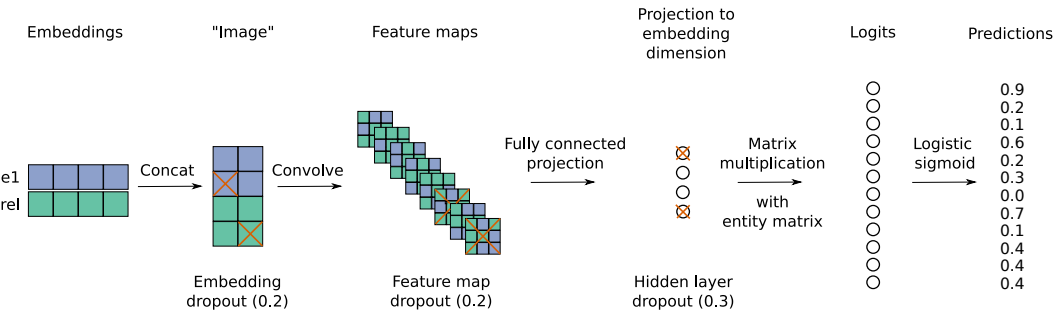 Embeddings
"Image"
Feature maps
Projection to
embedding
dimension
Logits
Predictions
e1
rel
Concat
Convolve
Fully connected
projection
Matrix
multiplication
with
entity matrix
Logistic
sigmoid
0.9
0.2
0.1
0.6
0.2
0.3
0.0
0.7
0.1
0.4
0.4
0.4
Embedding
dropout (0.2)
Feature map
dropout (0.2)
Hidden layer
dropout (0.3)